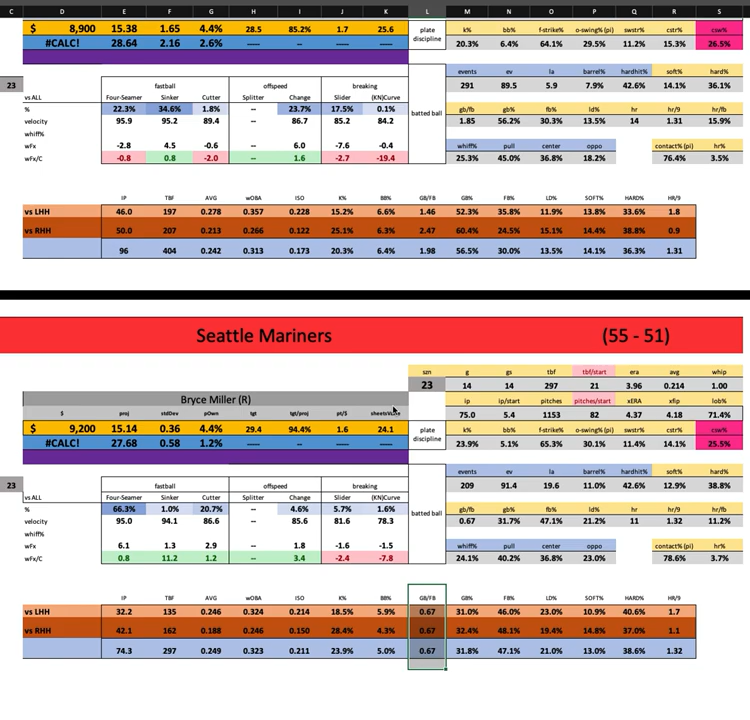 C D E F G H I J K L M N O P Q R S
$ 8,900 15.38 1.65 4.4% 28.5 85.2% 1.7 25.6 plate discipline k% bb% f-strike% o-swing% (pi) swstr% cstr% csw%
#CALC! 28.64 2.16 2.6% ---- -- ---- 20.3% 6.4% 64.1% 29.5% 11.2% 15.3% 26.5%
events ev la barrel% hardhit% soft% hard%
23 fastball offspeed breaking 291 89.5 5.9 7.9% 42.6% 14.1% 36.1%
vs ALL Four-Seamer Sinker Cutter Splitter Change Slider (KN)Curve
% 22.3% 34.6% 1.8% -- 23.7% 17.5% 0.1% batted ball gb/fb gb% fb% ld% hr hr/9 hr/fb
velocity 95.9 95.2 89.4 86.7 85.2 84.2 1.85 56.2% 30.3% 13.5% 14 1.31 15.9%
whiff%
wFx -2.8 4.5 -0.6 6.0 -7.6 -0.4 whiff% pull center oppo contact% (pi) hr%
wFx/C -0.8 0.8 -2.0 -- 1.6 -2.7 -19.4 25.3% 45.0% 36.8% 18.2% 76.4% 3.5%
IP TBF AVG wOBA ISO K% BB% GB/FB GB% FB% LD% SOFT% HARD% HR/9
vs LHH 46.0 197 0.278 0.357 0.228 15.2% 6.6% 1.46 52.3% 35.8% 11.9% 13.8% 33.6% 1.8
vs RHH 50.0 207 0.213 0.266 0.122 25.1% 6.3% 2.47 60.4% 24.5% 15.1% 14.4% 38.8% 0.9
96 404 0.242 0.313 0.173 20.3% 6.4% 1.98 56.5% 30.0% 13.5% 14.1% 36.3% 1.31
Seattle Mariners (55 - 51)
szn g gs tbf tbf/start era avg whip
23 14 14 297 21 3.96 0.214 1.00
Bryce Miller (R) ip ip/start pitches pitches/start xERA xfip lob%
$ proj stdDev pOwn tgt tgt/proj pt/$ 75.0 5.4 1153 82 4.37 4.18 71.4%
$ 9,200 15.14 0.36 4.4% 29.4 94.4% 1.6 24.1 plate discipline k% bb% f-strike% o-swing% (pi) swstr% cstr% csw%
#CALC! 27.68 0.58 1.2% ---- -- ---- 23.9% 5.1% 65.3% 30.1% 11.4% 14.1% 25.5%
events ev la barrel% hardhit% soft% hard%
23 fastball offspeed breaking 209 91.4 19.6 11.0% 42.6% 12.9% 38.8%
vs ALL Four-Seamer Sinker Cutter Splitter Change Slider (KN)Curve
% 66.3% 1.0% 20.7% -- 4.6% 5.7% 1.6% batted ball gb/fb gb% fb% ld% hr hr/9 hr/fb
velocity 95.0 94.1 86.6 -- 85.6 81.6 78.3 0.67 31.7% 47.1% 21.2% 11 1.32 11.2%
whiff%
wFx 6.1 1.3 2.9 1.8 -1.6 -1.5 whiff% pull center oppo contact% (pi) hr%
wFx/C 0.8 11.2 1.2 -- 3.4 -2.4 -7.8 24.1% 40.2% 36.8% 23.0% 78.6% 3.7%
IP TBF AVG wOBA ISO K% BB% GB/FB GB% FB% LD% SOFT% HARD% HR/9
vs LHH 32.2 135 0.246 0.324 0.214 18.5% 5.9% 0.67 31.0% 46.0% 23.0% 10.9% 40.6% 1.7
vs RHH 42.1 162 0.188 0.246 0.150 28.4% 4.3% 0.67 32.4% 48.1% 19.4% 14.8% 37.0% 1.1
74.3 297 0.249 0.323 0.211 23.9% 5.0% 0.67 31.8% 47.1% 21.0% 13.0% 38.6% 1.32